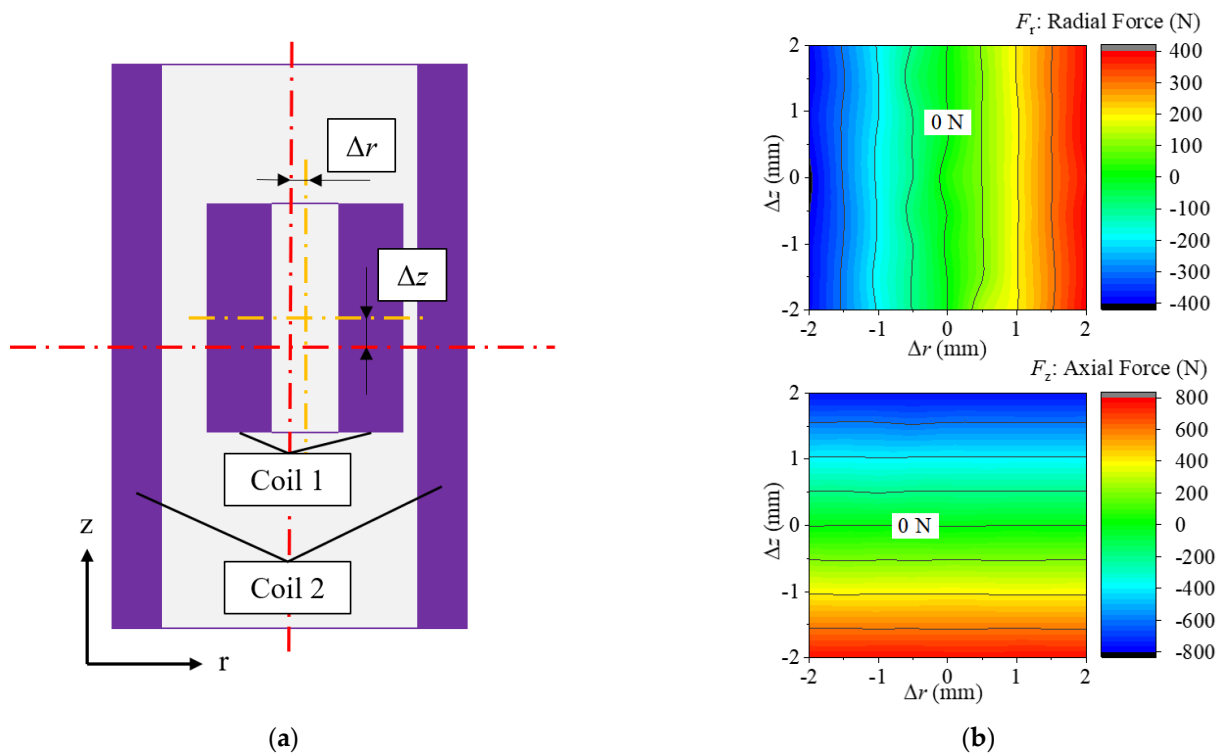 Δr
Δz
Coil 1
Coil 2
z
r
(a)
Fr: Radial Force (N)
2
1
0
-1
-2
Δz (mm)
0 N
-2
-1
0
1
2
Δr (mm)
400
300
200
100
0
-100
-200
-300
-400
Fz: Axial Force (N)
2
1
0
-1
-2
Δz (mm)
0 N
-2
-1
0
1
2
Δr (mm)
800
600
400
200
0
-200
-400
-600
-800
(b)